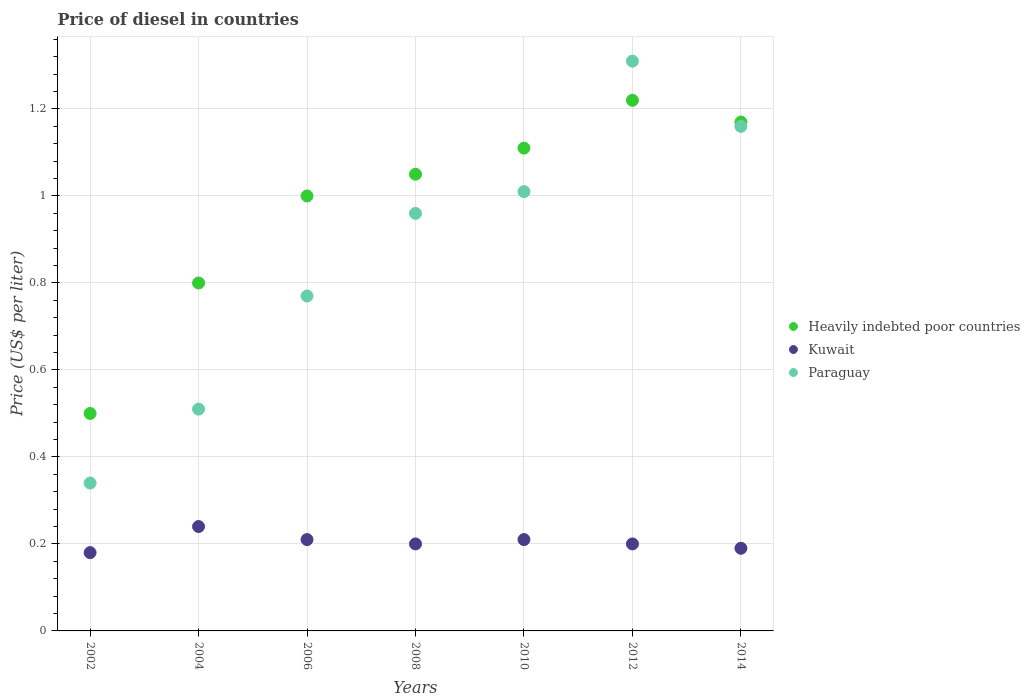 Price of diesel in countries
Price (US$ per liter)
1.2
1
0.8
0.6
0.4
0.2
0
2002
2004
2006
2008
2010
2012
2014
Years
Heavily indebted poor countries
Kuwait
Paraguay